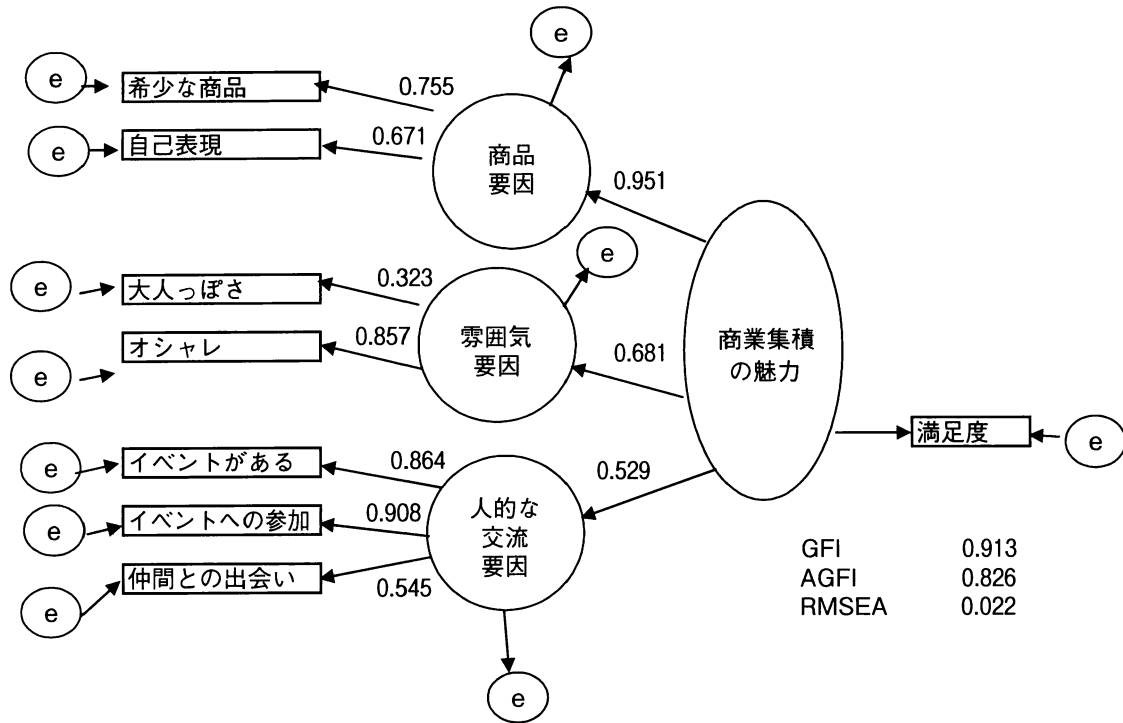 e
e
希少な商品
0.755
e
自己表現
0.671
商品
要因
0.951
e
e
大人っぽさ
0.323
e
オシャレ
0.857
雰囲気
要因
0.681
商業集積
の魅力
満足度
e
e
イベントがある
0.864
0.529
e
イベントへの参加
0.908
人的な
交流
要因
e
仲間との出会い
0.545
e
GFI 0.913
AGFI 0.826
RMSEA 0.022